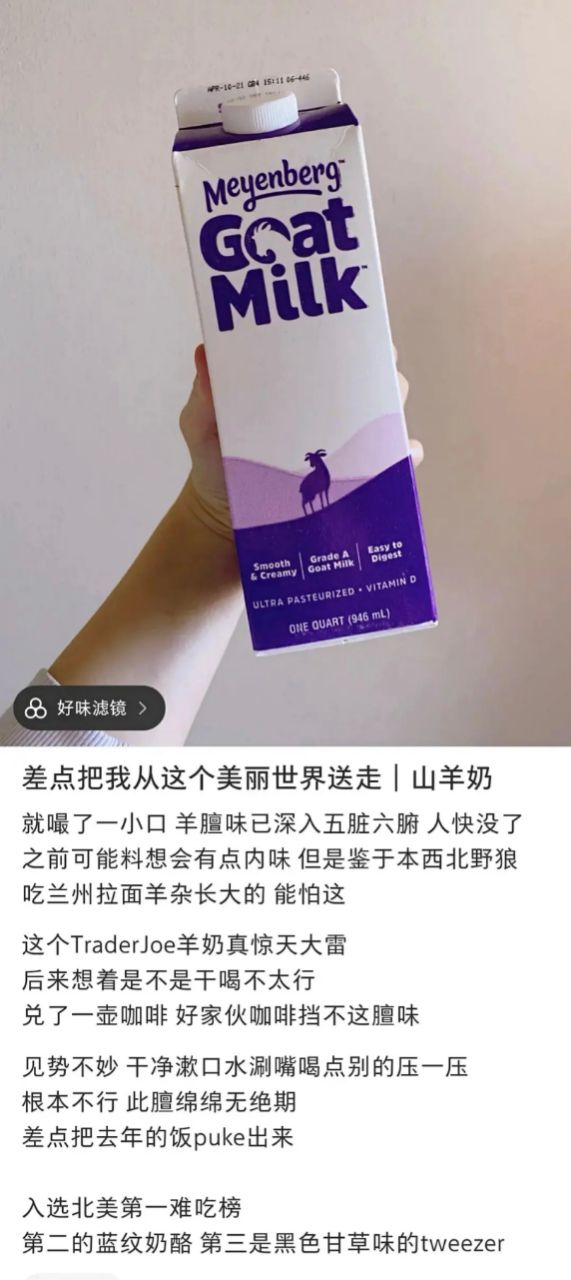 APR-10-21 GB4 15:11 06-446
Meyenberg™
Goat
Milk™
Smooth
& Creamy
Grade A
Goat Milk
Easy to
Digest
ULTRA PASTEURIZED • VITAMIN D
ONE QUART (946 mL)
好味滤镜
差点把我从这个美丽世界送走｜山羊奶
就嘬了一小口 羊膻味已深入五脏六腑 人快没了
之前可能料想会有点内味 但是鉴于本西北野狼
吃兰州拉面羊杂长大的 能怕这
这个TraderJoe羊奶真惊天大雷
后来想着是不是干喝不太行
兑了一壶咖啡 好家伙咖啡挡不这膻味
见势不妙 干净漱口水涮嘴喝点别的压一压
根本不行 此膻绵绵无绝期
差点把去年的饭puke出来
入选北美第一难吃榜
第二的蓝纹奶酪 第三是黑色甘草味的tweezer